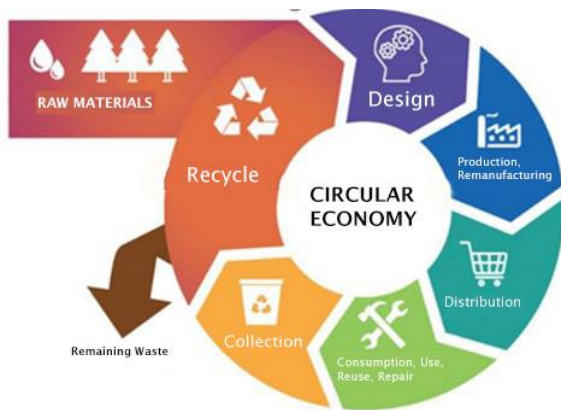 RAW MATERIALS
Design
Recycle
Production,
Remanufacturing
CIRCULAR
ECONOMY
Distribution
Collection
Consumption, Use,
Reuse, Repair
Remaining Waste